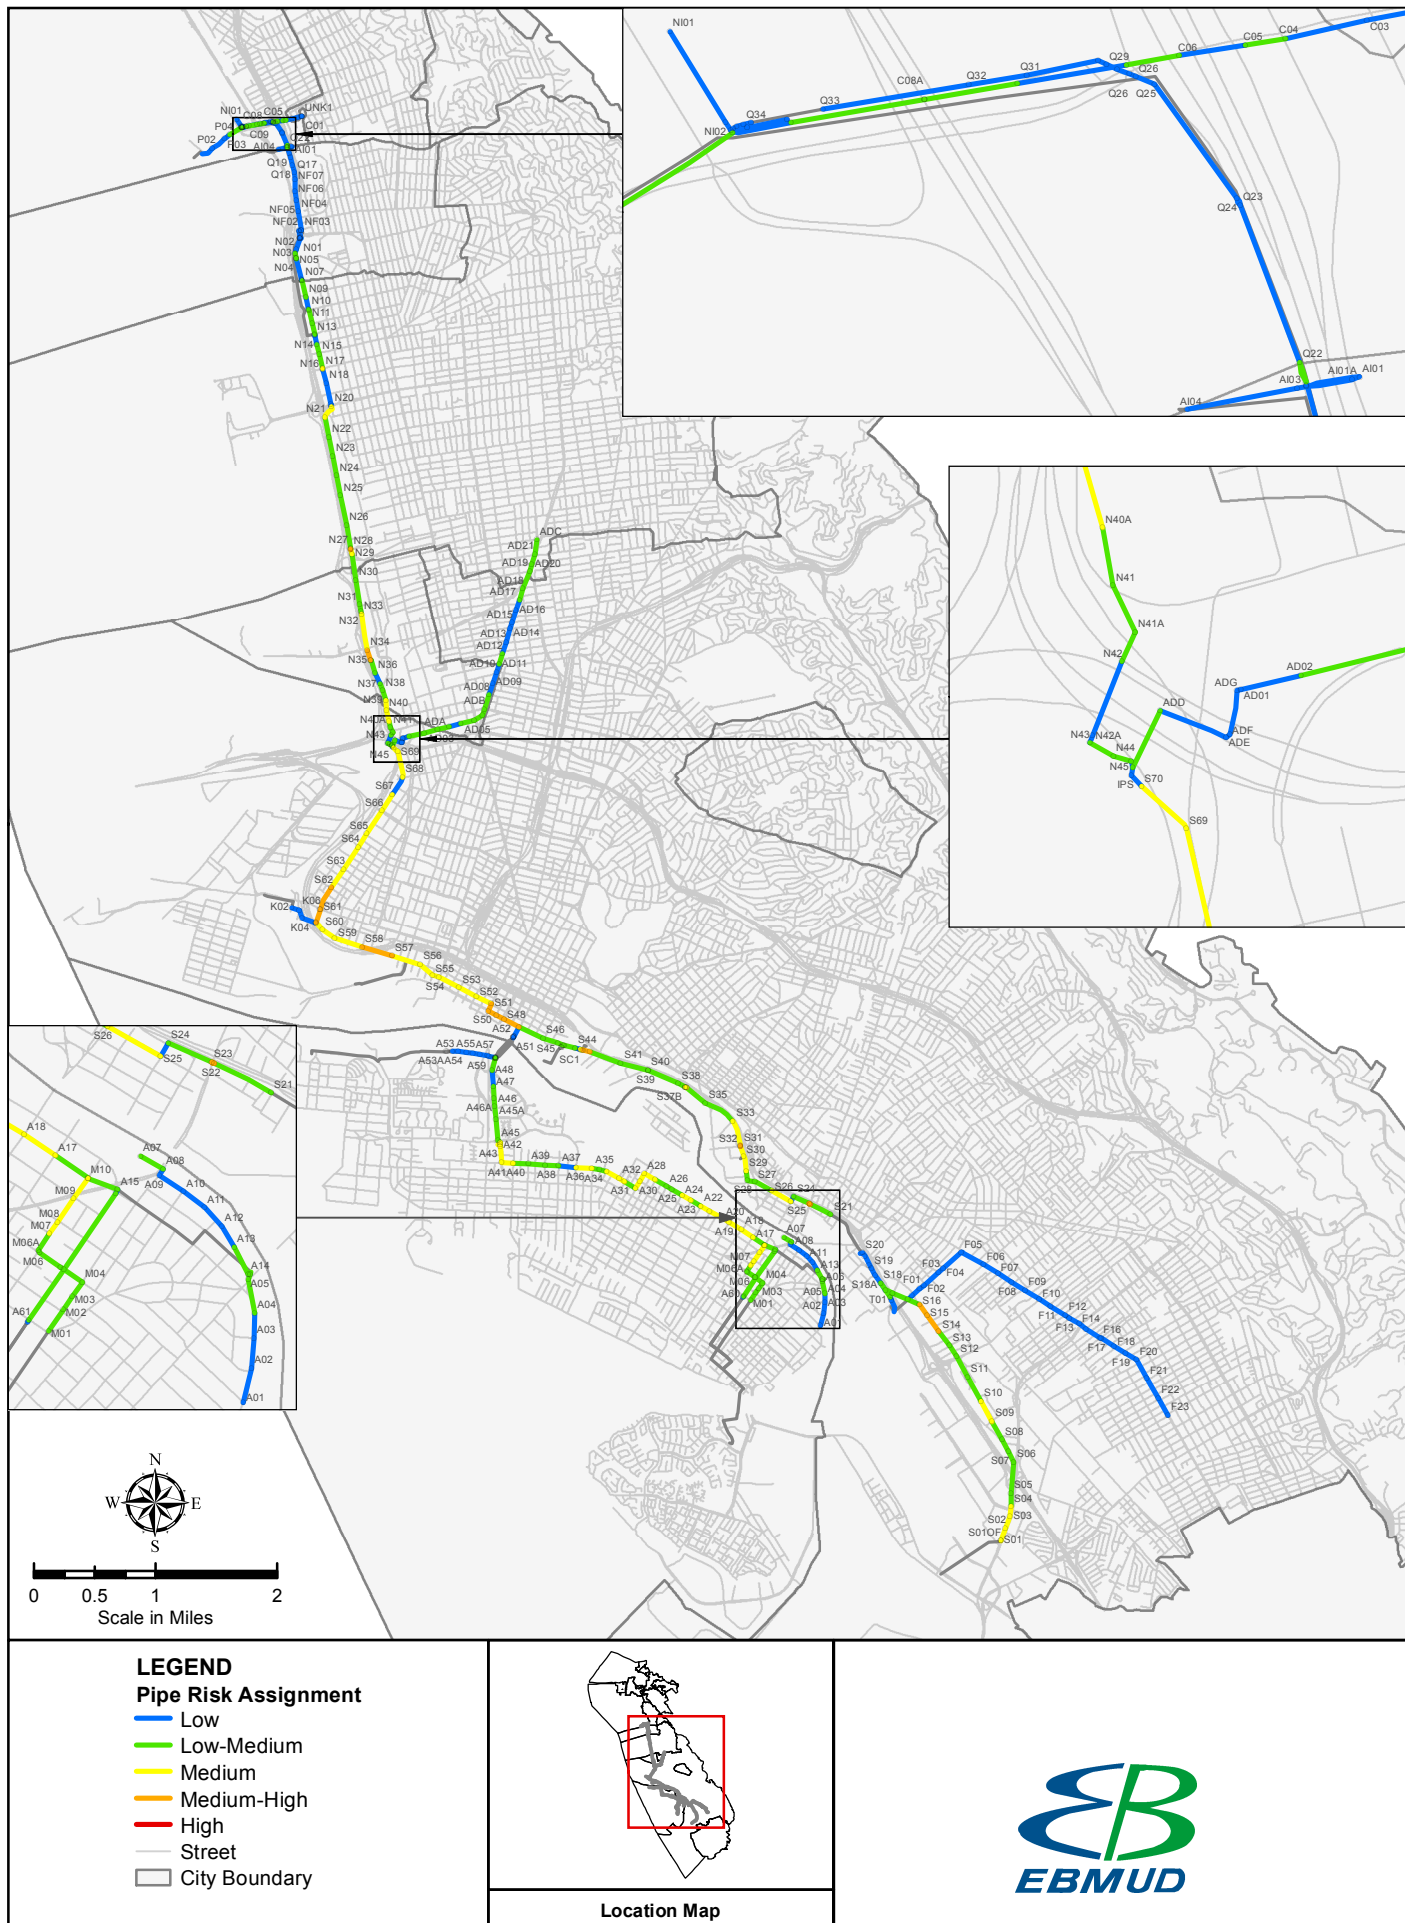 NI01
UNK1
C08
C05
P04
C01
P02
C09
P03
Q22
AI04
AI01
Q19
Q17
Q18
NF07
NF06
NF04
NF05
NF02
NF03
N02
N01
N03
N05
N04
N07
N09
N10
N11
N13
N14
N15
N16
N17
N18
N20
N21
N22
N23
N24
N25
N26
N27
N28
N29
N30
N31
N33
N32
N34
N35
N36
N37
N38
N39
N40
N40A
N41
N43
N45
ADC
AD21
AD19
AD20
AD18
AD17
AD16
AD15
AD13
AD14
AD12
AD10
AD11
AD08
AD09
ADB
ADA
AD05
S69
S68
S67
S66
S65
S64
S63
S62
K06
S61
K02
K04
S60
S59
S58
S57
S56
S55
S54
S53
S52
S51
S50
S48
A52
A51
S46
S45
S44
SC1
S41
S40
S39
S38
S37B
S35
S33
S32
S31
S30
S29
S27
S28
S26
S24
S25
S21
A53
A55
A57
A53A
A54
A59
A48
A47
A46
A46A
A45A
A45
A42
A43
A41
A40
A39
A38
A37
A36
A35
A34
A32
A31
A30
A28
A26
A25
A24
A23
A22
A20
A19
A18
A17
A07
A08
A11
A13
M07
M06A
M06
M04
M03
M01
A60
A06
A05
A04
A03
A02
A01
S20
S19
S18
S18A
T01
F01
F02
F03
F04
F05
F06
F07
F08
F09
F10
F11
F12
F13
F14
F16
F17
F18
F19
F20
F21
F22
F23
S16
S15
S14
S13
S12
S11
S10
S09
S08
S06
S07
S05
S04
S03
S02
S01OF
S01
NI01
C03
C04
C05
C06
Q29
Q26
Q31
Q32
C08A
Q26
Q25
Q33
Q34
NI02
Q23
Q24
Q22
AI03
AI01A
AI01
AI04
N40A
N41
N41A
N42
AD02
ADG
AD01
ADD
ADF
ADE
N43
N42A
N44
N45
IPS
S70
S69
S26
S24
S25
S23
S22
S21
A18
A17
M10
A07
A08
A09
A10
A11
A15
M09
M08
M07
M06A
M06
A12
A13
A14
A05
A04
A03
A02
A01
M04
M03
M02
M01
A61
N
W
E
S
0
0.5
1
2
Scale in Miles
LEGEND
Pipe Risk Assignment
Low
Low-Medium
Medium
Medium-High
High
Street
City Boundary
Location Map
EBMUD